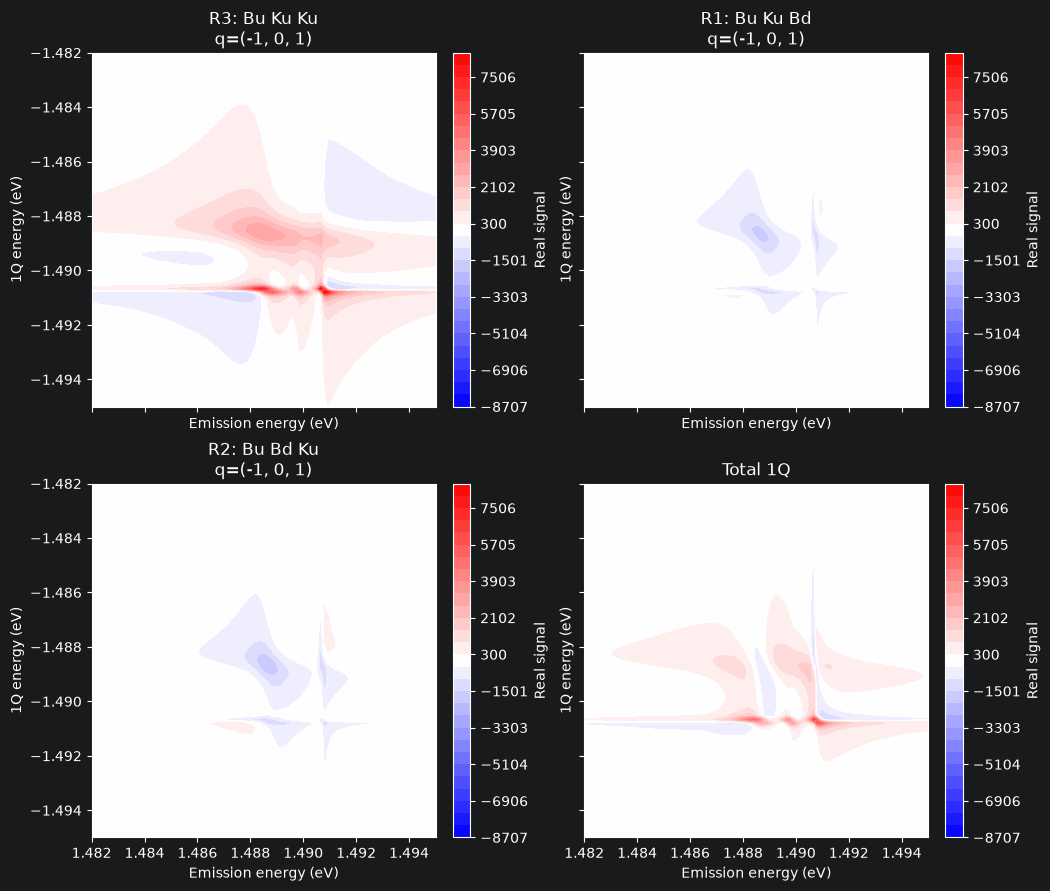 R3: Bu Ku Ku
q=(-1, 0, 1)
R1: Bu Ku Bd
q=(-1, 0, 1)
1Q energy (eV)
−1.482
−1.484
−1.486
−1.488
−1.490
−1.492
−1.494
Emission energy (eV)
7506
5705
3903
2102
300
−1501
−3303
−5104
−6906
−8707
Real signal
1Q energy (eV)
Emission energy (eV)
7506
5705
3903
2102
300
−1501
−3303
−5104
−6906
−8707
Real signal
R2: Bu Bd Ku
q=(-1, 0, 1)
Total 1Q
1Q energy (eV)
−1.482
−1.484
−1.486
−1.488
−1.490
−1.492
−1.494
1.482 1.484 1.486 1.488 1.490 1.492 1.494
Emission energy (eV)
7506
5705
3903
2102
300
−1501
−3303
−5104
−6906
−8707
Real signal
1Q energy (eV)
1.482 1.484 1.486 1.488 1.490 1.492 1.494
Emission energy (eV)
7506
5705
3903
2102
300
−1501
−3303
−5104
−6906
−8707
Real signal